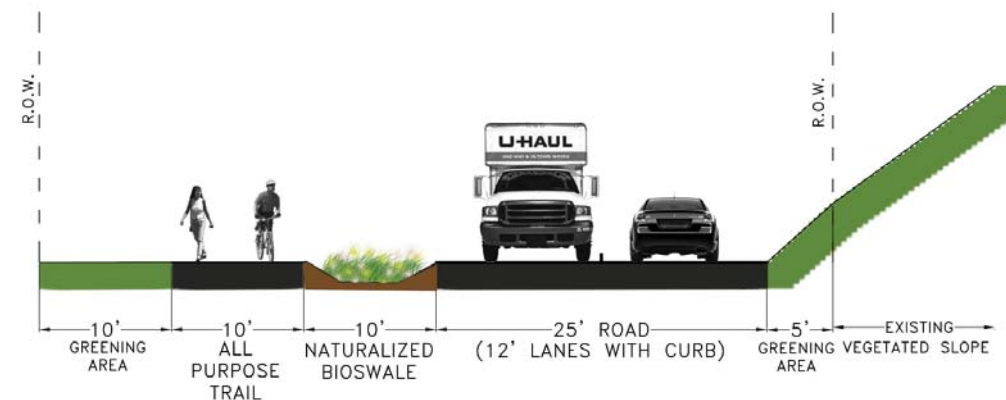 R.O.W.
R.O.W.
U-HAUL
10'
GREENING
AREA
10'
ALL
PURPOSE
TRAIL
10'
NATURALIZED
BIOSWALE
25' ROAD
(12' LANES WITH CURB)
5'
GREENING
AREA
EXISTING
VEGETATED SLOPE